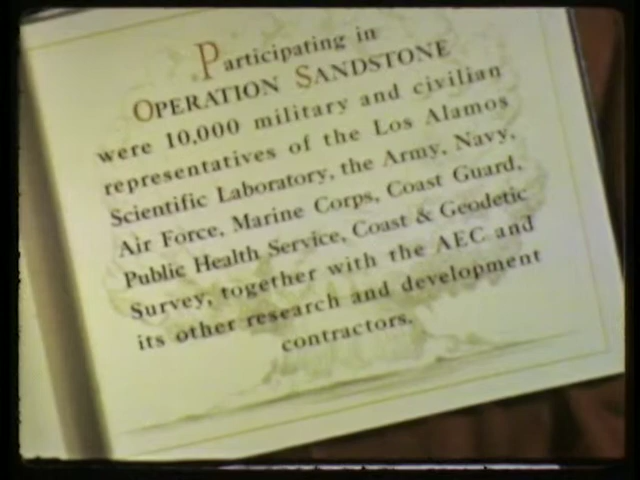 Participating in
OPERATION SANDSTONE
were 10,000 military and civilian
representatives of the Los Alamos
Scientific Laboratory, the Army, Navy,
Air Force, Marine Corps, Coast Guard,
Public Health Service, Coast & Geodetic
Survey, together with the AEC and
its other research and development
contractors.